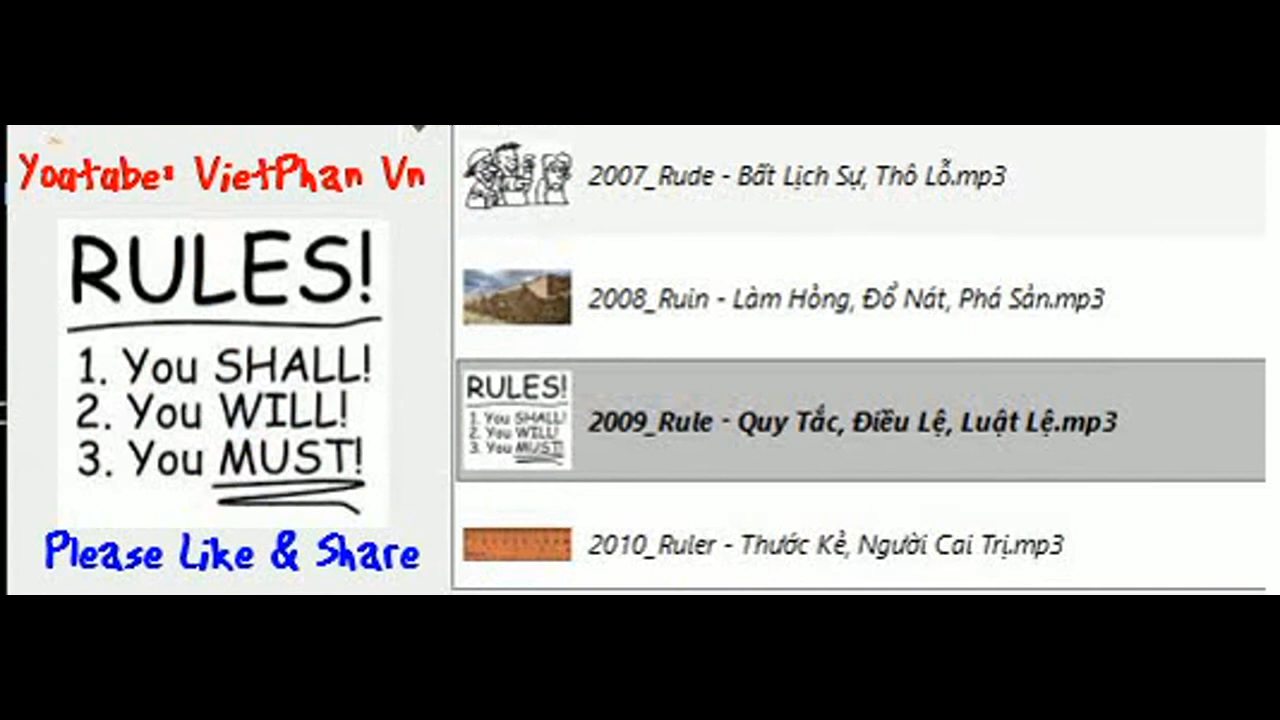 Youtube: VietPhan Vn
RULES!
1. You SHALL!
2. You WILL!
3. You MUST!
Please Like & Share
2007_Rude - Bất Lịch Sự, Thô Lỗ.mp3
2008_Ruin - Làm Hỏng, Đổ Nát, Phá Sản.mp3
RULES!
1. You SHALL!
2. You WILL!
3. You MUST!
2009_Rule - Quy Tắc, Điều Lệ, Luật Lệ.mp3
2010_Ruler - Thước Kẻ, Người Cai Trị.mp3